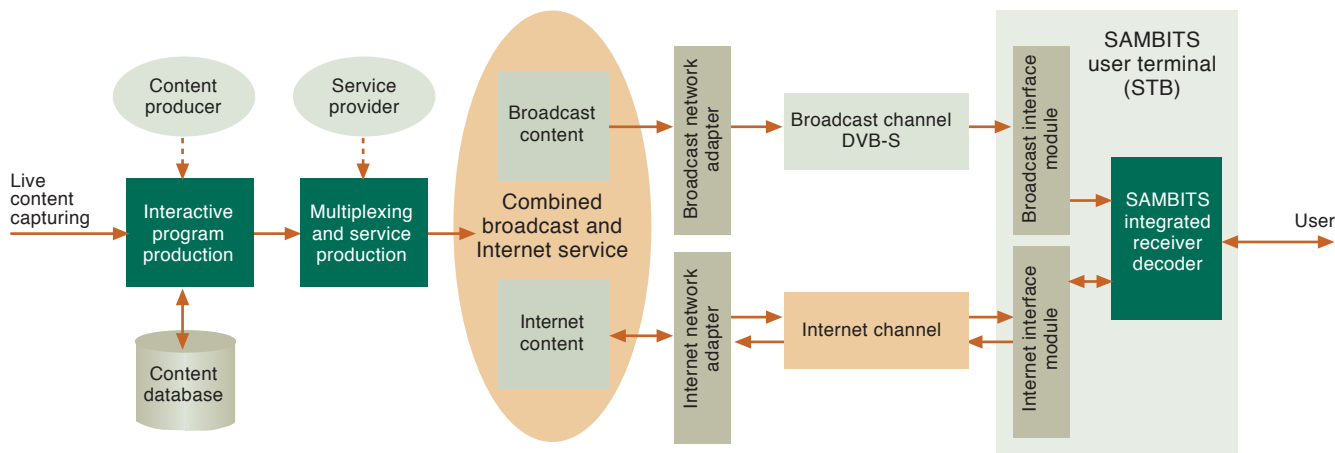 Live
content
capturing
Content
producer
Service
provider
Interactive
program
production
Multiplexing
and service
production
Content
database
Broadcast
content
Combined
broadcast and
Internet service
Internet
content
Broadcast network
adapter
Internet network
adapter
Broadcast channel
DVB-S
Internet channel
SAMBITS
user terminal
(STB)
Broadcast interface
module
Internet interface
module
SAMBITS
integrated
receiver
decoder
User